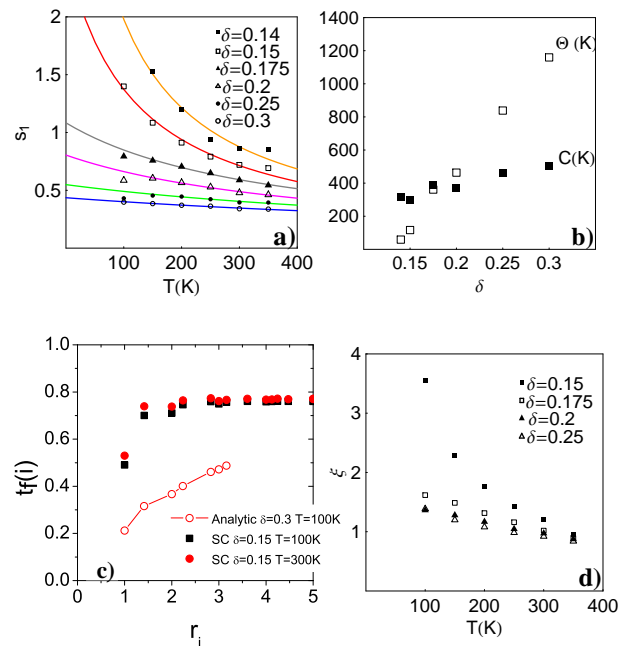 2
1.5
1
0.5
s₁
δ=0.14
δ=0.15
δ=0.175
δ=0.2
δ=0.25
δ=0.3
a)
100 200 300 400
T(K)
1400
1200
1000
800
600
400
200
Θ (K)
C(K)
b)
0.15 0.2 0.25 0.3
δ
1.0
0.8
0.6
0.4
0.2
0.0
tf(i)
Analytic δ=0.3 T=100K
SC δ=0.15 T=100K
SC δ=0.15 T=300K
c)
0 1 2 3 4 5
r_i
4
3
2
1
ξ
δ=0.15
δ=0.175
δ=0.2
δ=0.25
d)
100 200 300 400
T(K)